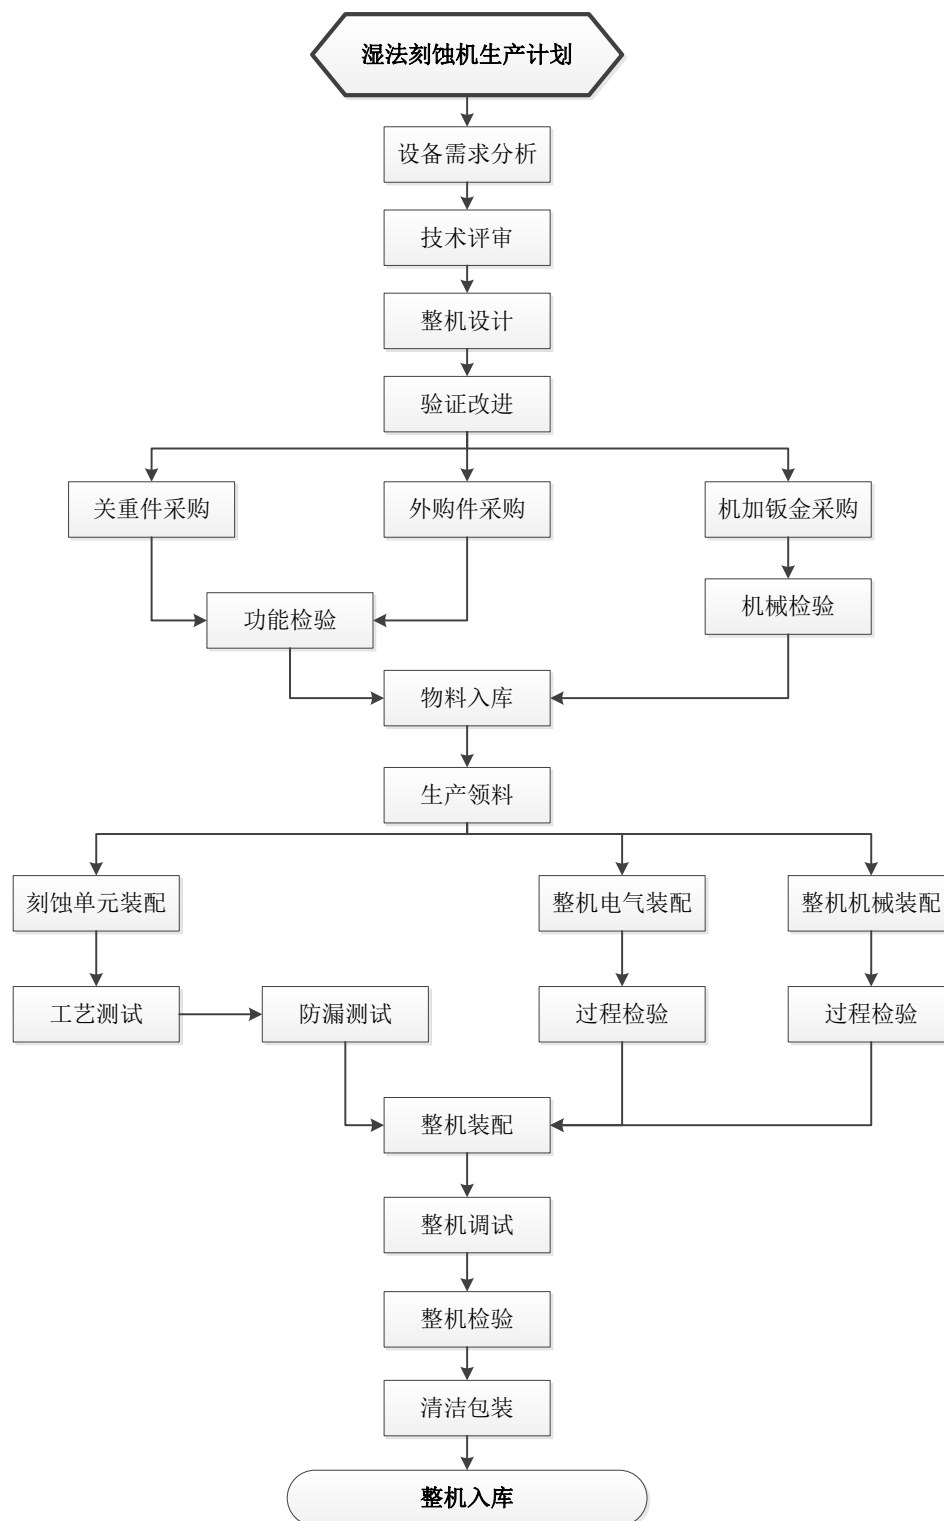 湿法刻蚀机生产计划
设备需求分析
技术评审
整机设计
验证改进
关重件采购
外购件采购
机加钣金采购
功能检验
机械检验
物料入库
生产领料
刻蚀单元装配
整机电气装配
整机机械装配
工艺测试
防漏测试
过程检验
过程检验
整机装配
整机调试
整机检验
清洁包装
整机入库